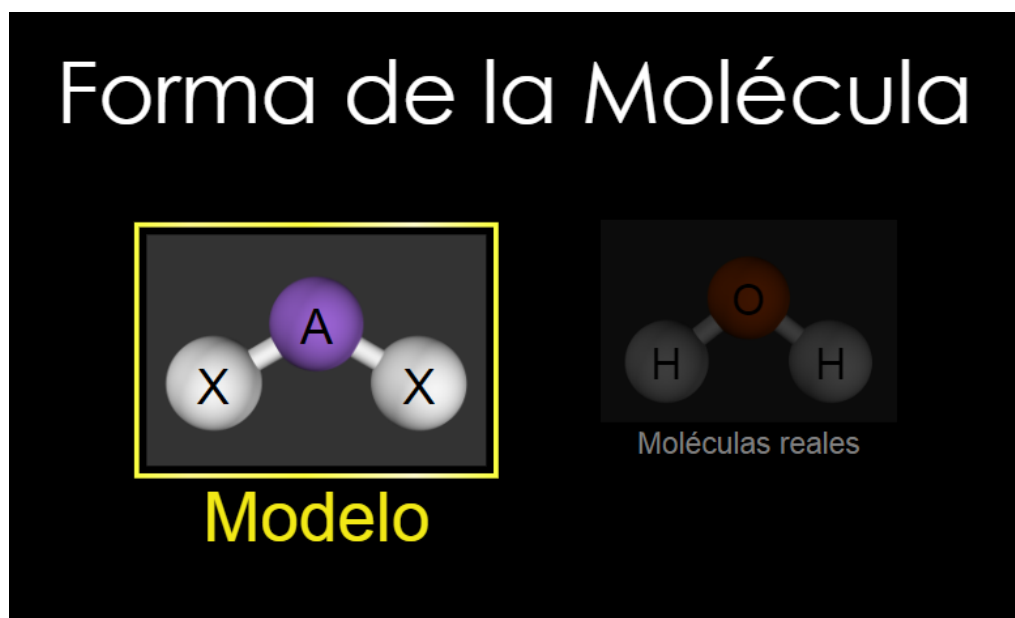 Forma de la Molécula
A
X X
Modelo
O
H H
Moléculas reales